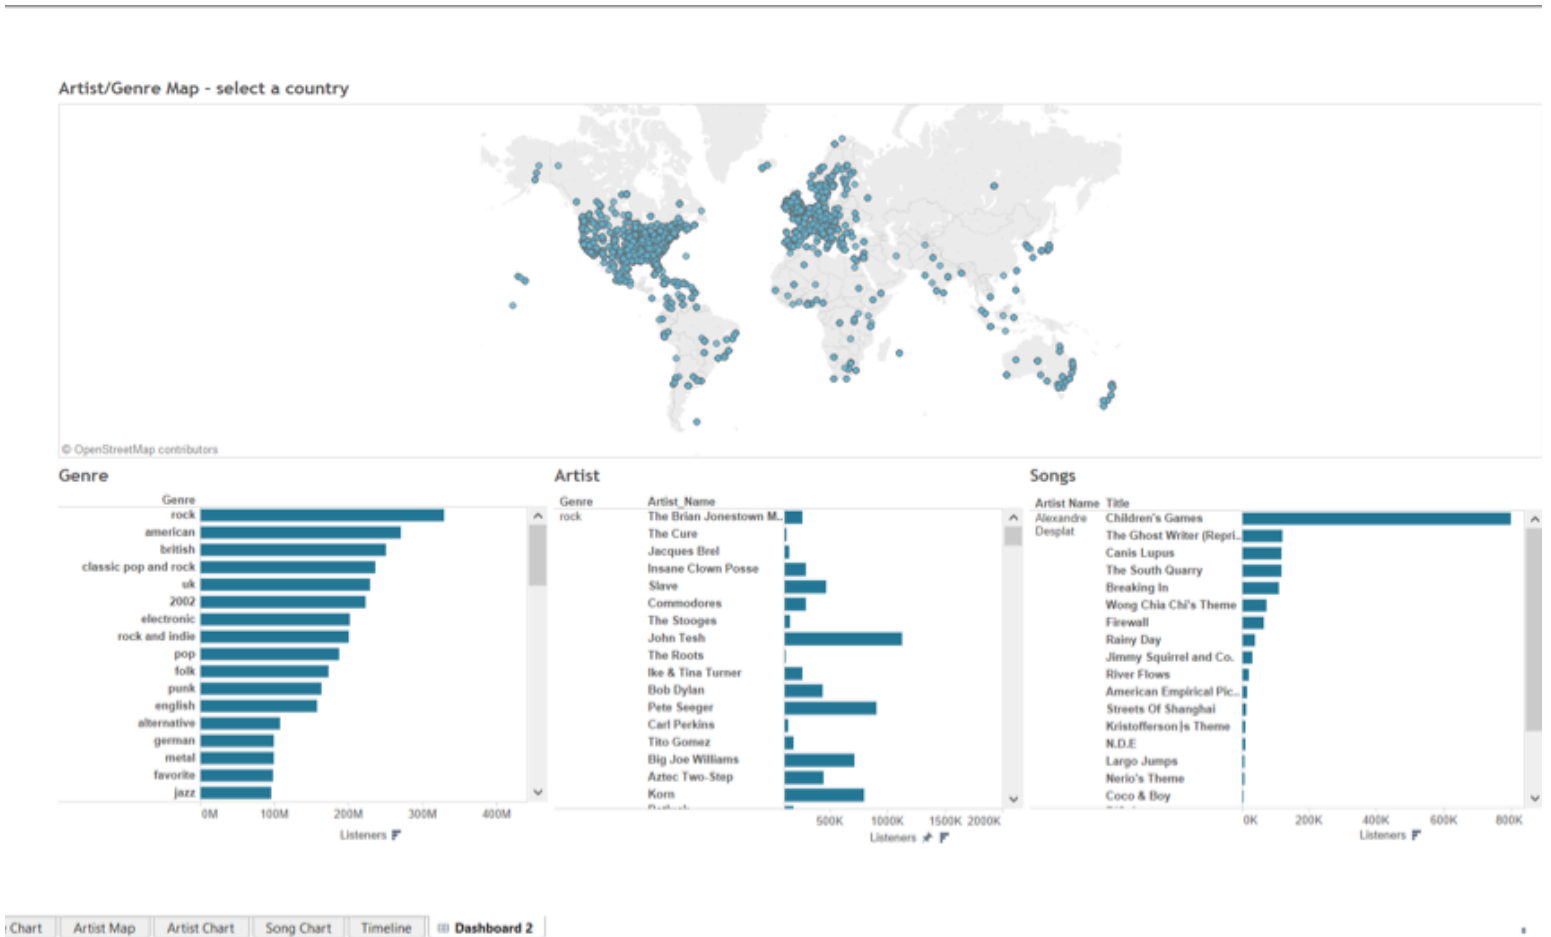 Artist/Genre Map - select a country
© OpenStreetMap contributors
Genre
Genre
rock
american
british
classic pop and rock
uk
2002
electronic
rock and indie
pop
folk
punk
english
alternative
german
metal
favorite
jazz
0M 100M 200M 300M 400M
Listeners
Artist
Genre Artist_Name
rock The Brian Jonestown M..
The Cure
Jacques Brel
Insane Clown Posse
Slave
Commodores
The Stooges
John Tesh
The Roots
Ike & Tina Turner
Bob Dylan
Pete Seeger
Carl Perkins
Tito Gomez
Big Joe Williams
Aztec Two-Step
Korn
500K 1000K 1500K 2000K
Listeners
Songs
Artist Name Title
Alexandre Desplat
Children's Games
The Ghost Writer (Repri..
Canis Lupus
The South Quarry
Breaking In
Wong Chia Chi's Theme
Firewall
Rainy Day
Jimmy Squirrel and Co.
River Flows
American Empirical Pic..
Streets Of Shanghai
Kristofferson}s Theme
N.D.E
Largo Jumps
Nerio's Theme
Coco & Boy
0K 200K 400K 600K 800K
Listeners
Chart Artist Map Artist Chart Song Chart Timeline Dashboard 2